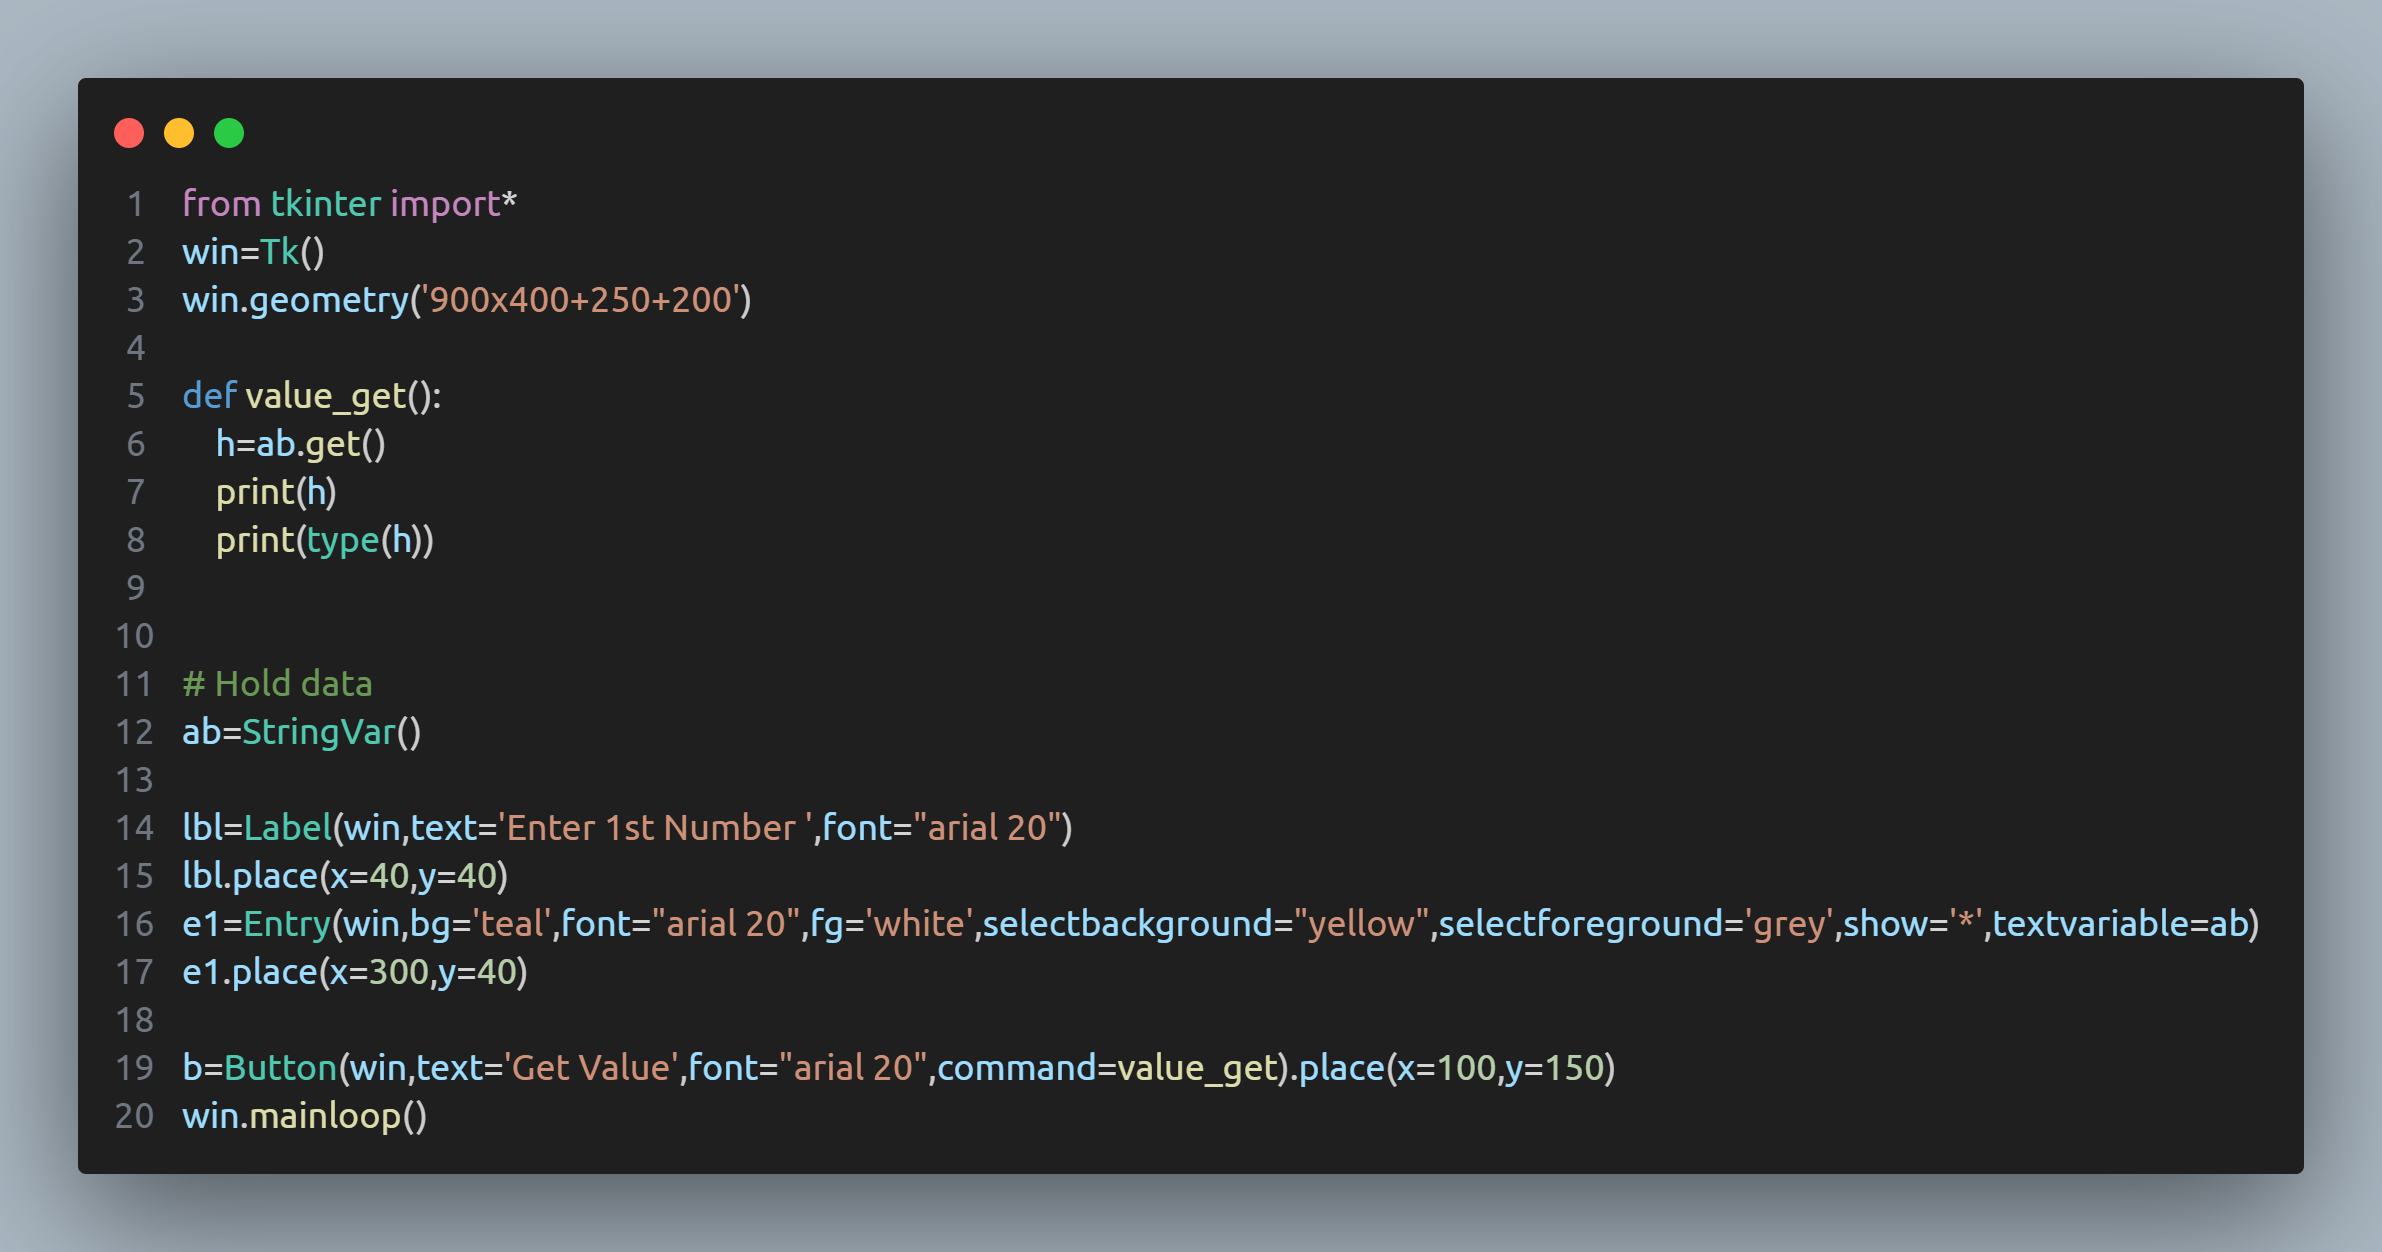 1 from tkinter import*
2 win=Tk()
3 win.geometry('900x400+250+200')
4
5 def value_get():
6     h=ab.get()
7     print(h)
8     print(type(h))
9
10
11 # Hold data
12 ab=StringVar()
13
14 lbl=Label(win,text='Enter 1st Number ',font="arial 20")
15 lbl.place(x=40,y=40)
16 e1=Entry(win,bg='teal',font="arial 20",fg='white',selectbackground="yellow",selectforeground='grey',show='*',textvariable=ab)
17 e1.place(x=300,y=40)
18
19 b=Button(win,text='Get Value',font="arial 20",command=value_get).place(x=100,y=150)
20 win.mainloop()